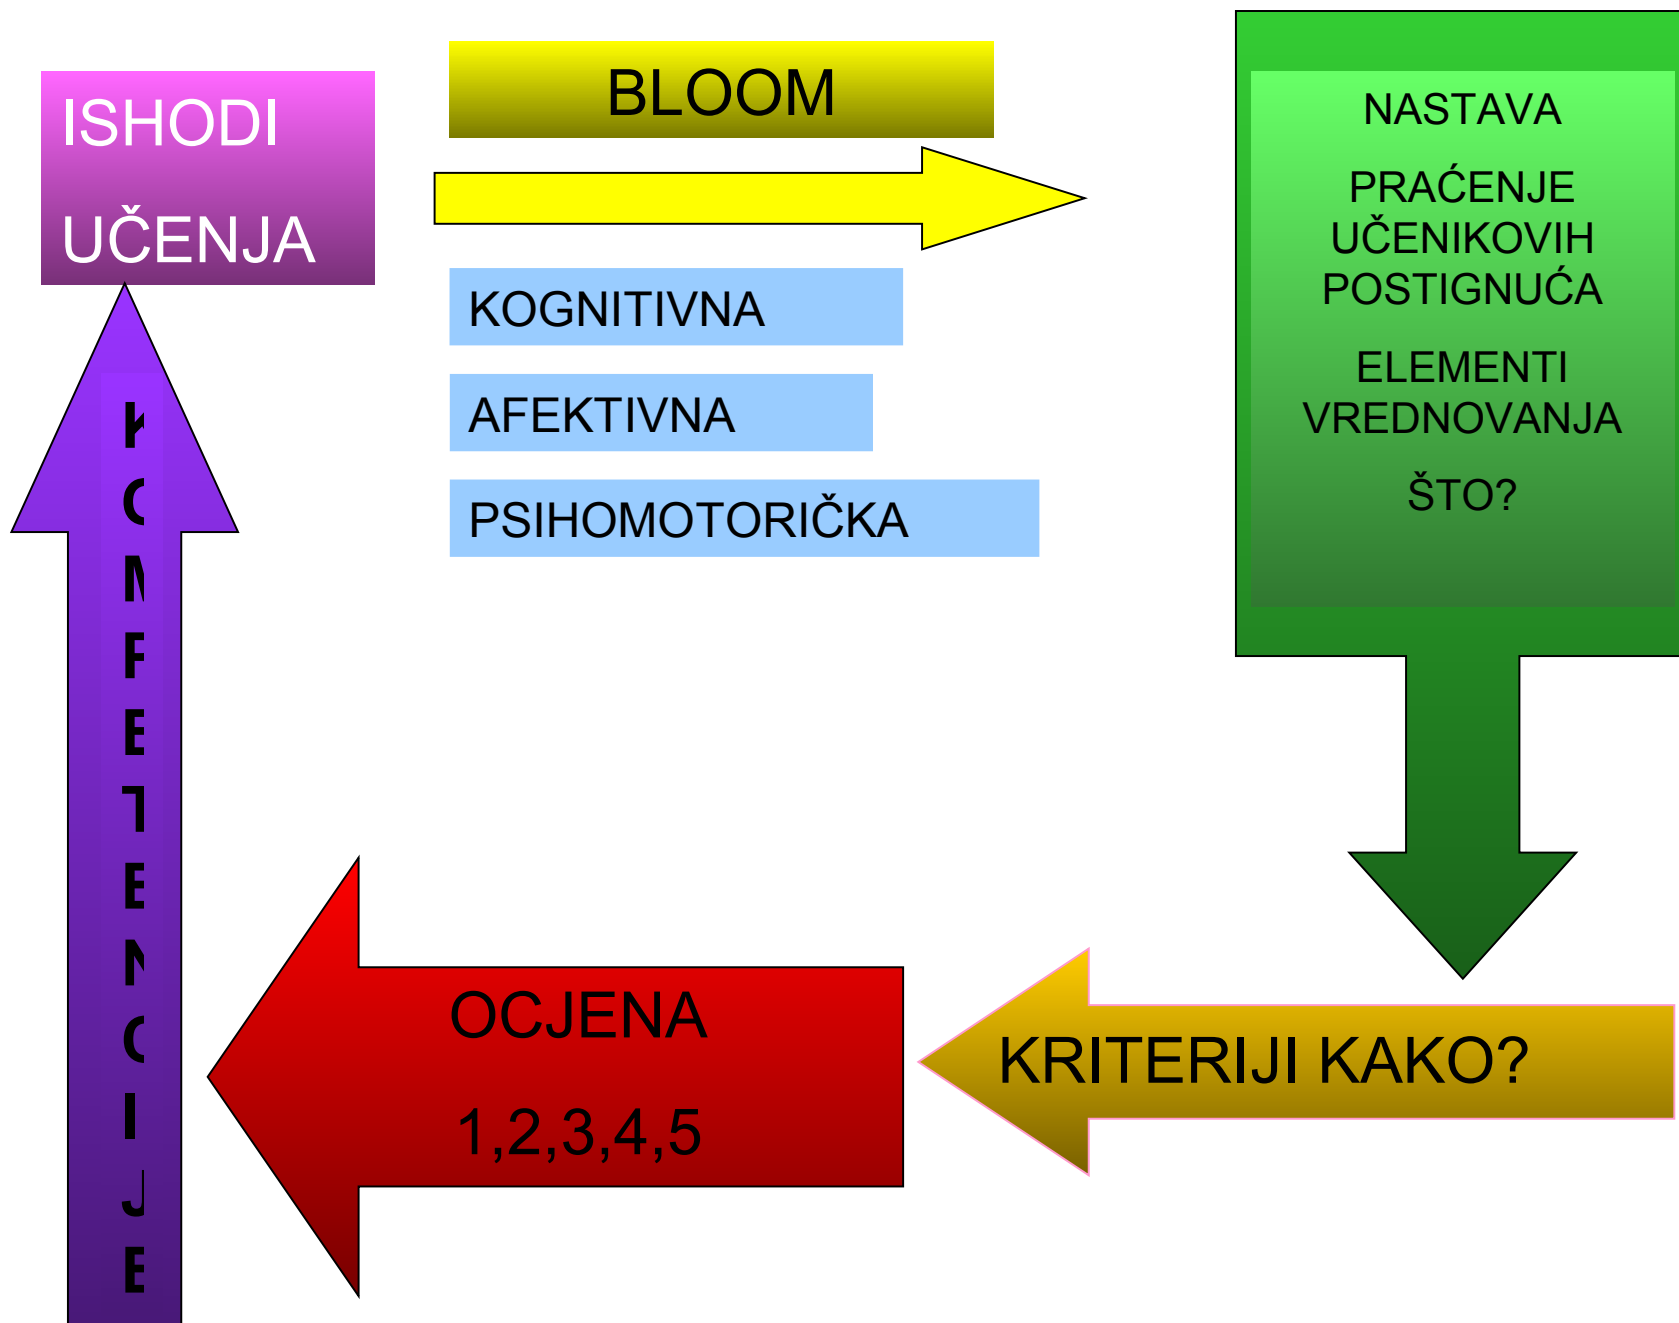 ISHODI
UČENJA
BLOOM
KOGNITIVNA
AFEKTIVNA
PSIHOMOTORIČKA
NASTAVA
PRAĆENJE
UČENIKOVIH
POSTIGNUĆA
ELEMENTI
VREDNOVANJA
ŠTO?
KRITERIJI KAKO?
OCJENA
1,2,3,4,5
KOMPETENCIJE